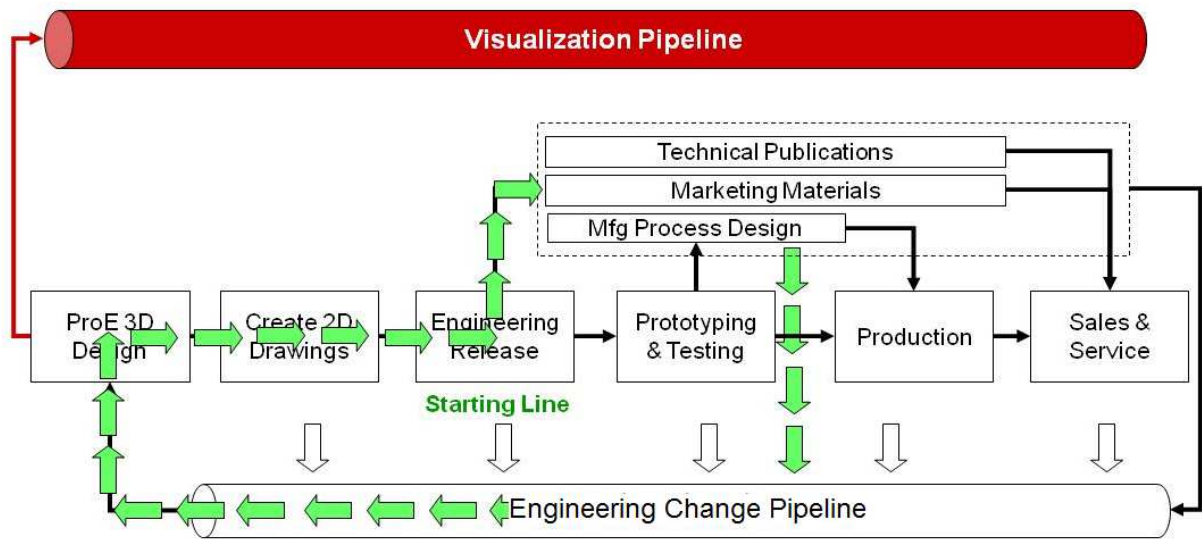 Visualization Pipeline
Technical Publications
Marketing Materials
Mfg Process Design
ProE 3D
Design
Create 2D
Drawings
Engineering
Release
Prototyping
& Testing
Production
Sales &
Service
Starting Line
Engineering Change Pipeline